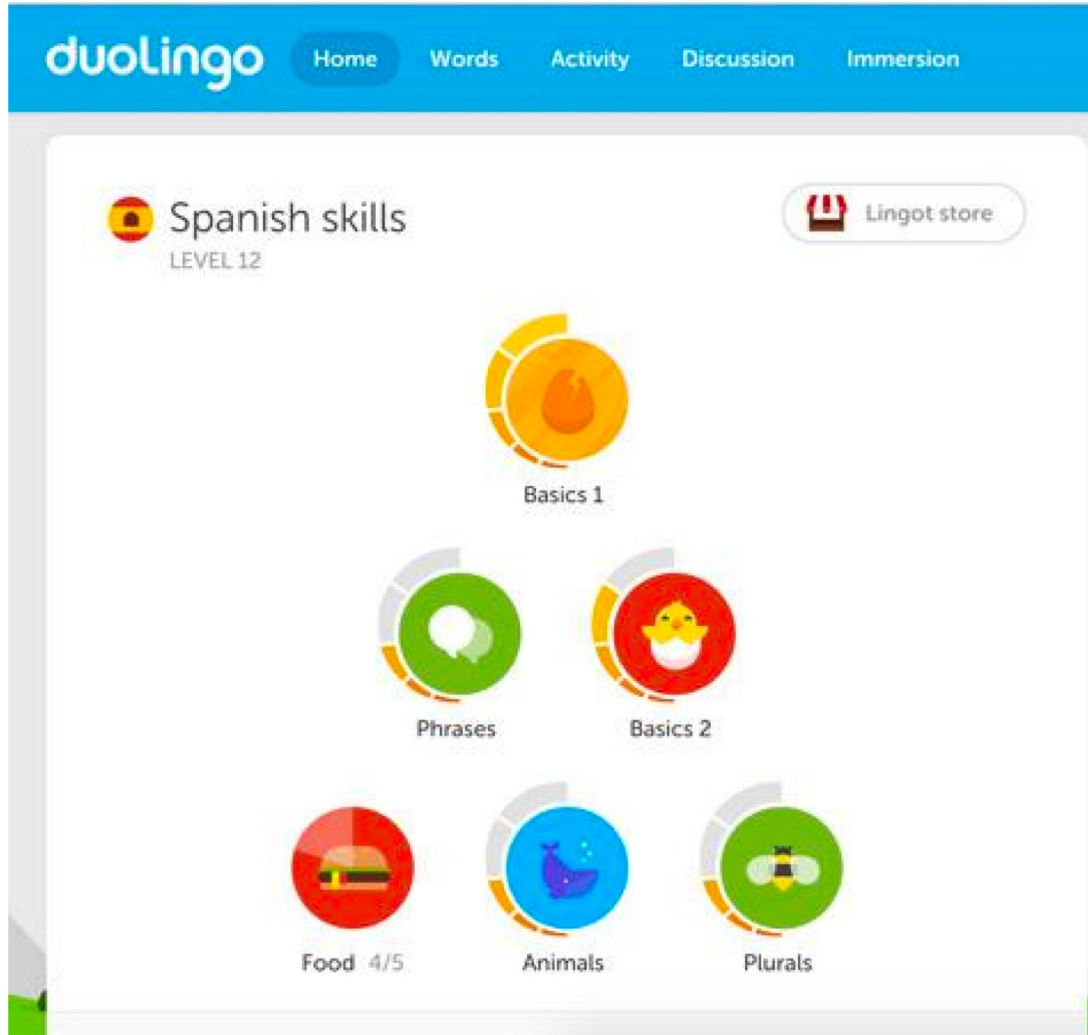 duolingo Home Words Activity Discussion Immersion
Spanish skills Lingot store
LEVEL 12
Basics 1
Phrases Basics 2
Food 4/5 Animals Plurals